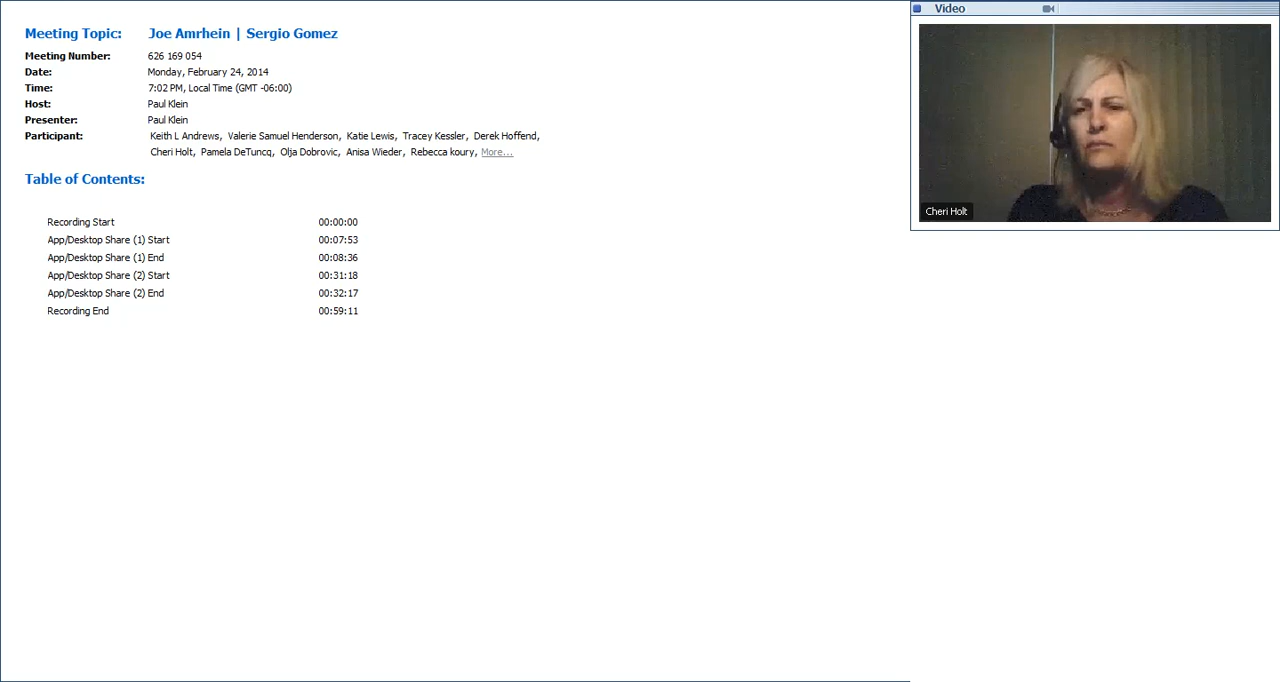 Meeting Topic: Joe Amrhein | Sergio Gomez
Meeting Number: 626 169 054
Date: Monday, February 24, 2014
Time: 7:02 PM, Local Time (GMT -06:00)
Host: Paul Klein
Presenter: Paul Klein
Participant: Keith L Andrews, Valerie Samuel Henderson, Katie Lewis, Tracey Kessler, Derek Hoffend,
Cheri Holt, Pamela DeTuncq, Olja Dobrovic, Anisa Wieder, Rebecca koury, More...
Table of Contents:
Recording Start 00:00:00
App/Desktop Share (1) Start 00:07:53
App/Desktop Share (1) End 00:08:36
App/Desktop Share (2) Start 00:31:18
App/Desktop Share (2) End 00:32:17
Recording End 00:59:11
Video
Cheri Holt